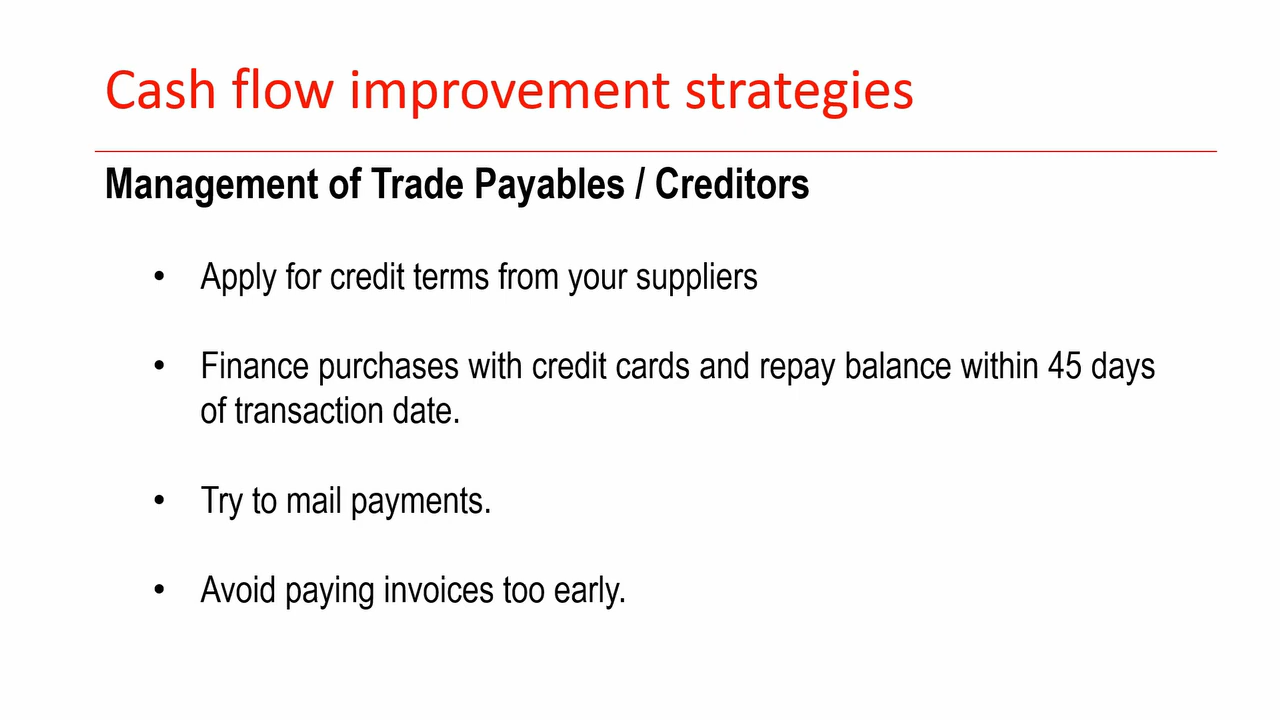 Cash flow improvement strategies
Management of Trade Payables / Creditors
• Apply for credit terms from your suppliers
• Finance purchases with credit cards and repay balance within 45 days
of transaction date.
• Try to mail payments.
• Avoid paying invoices too early.